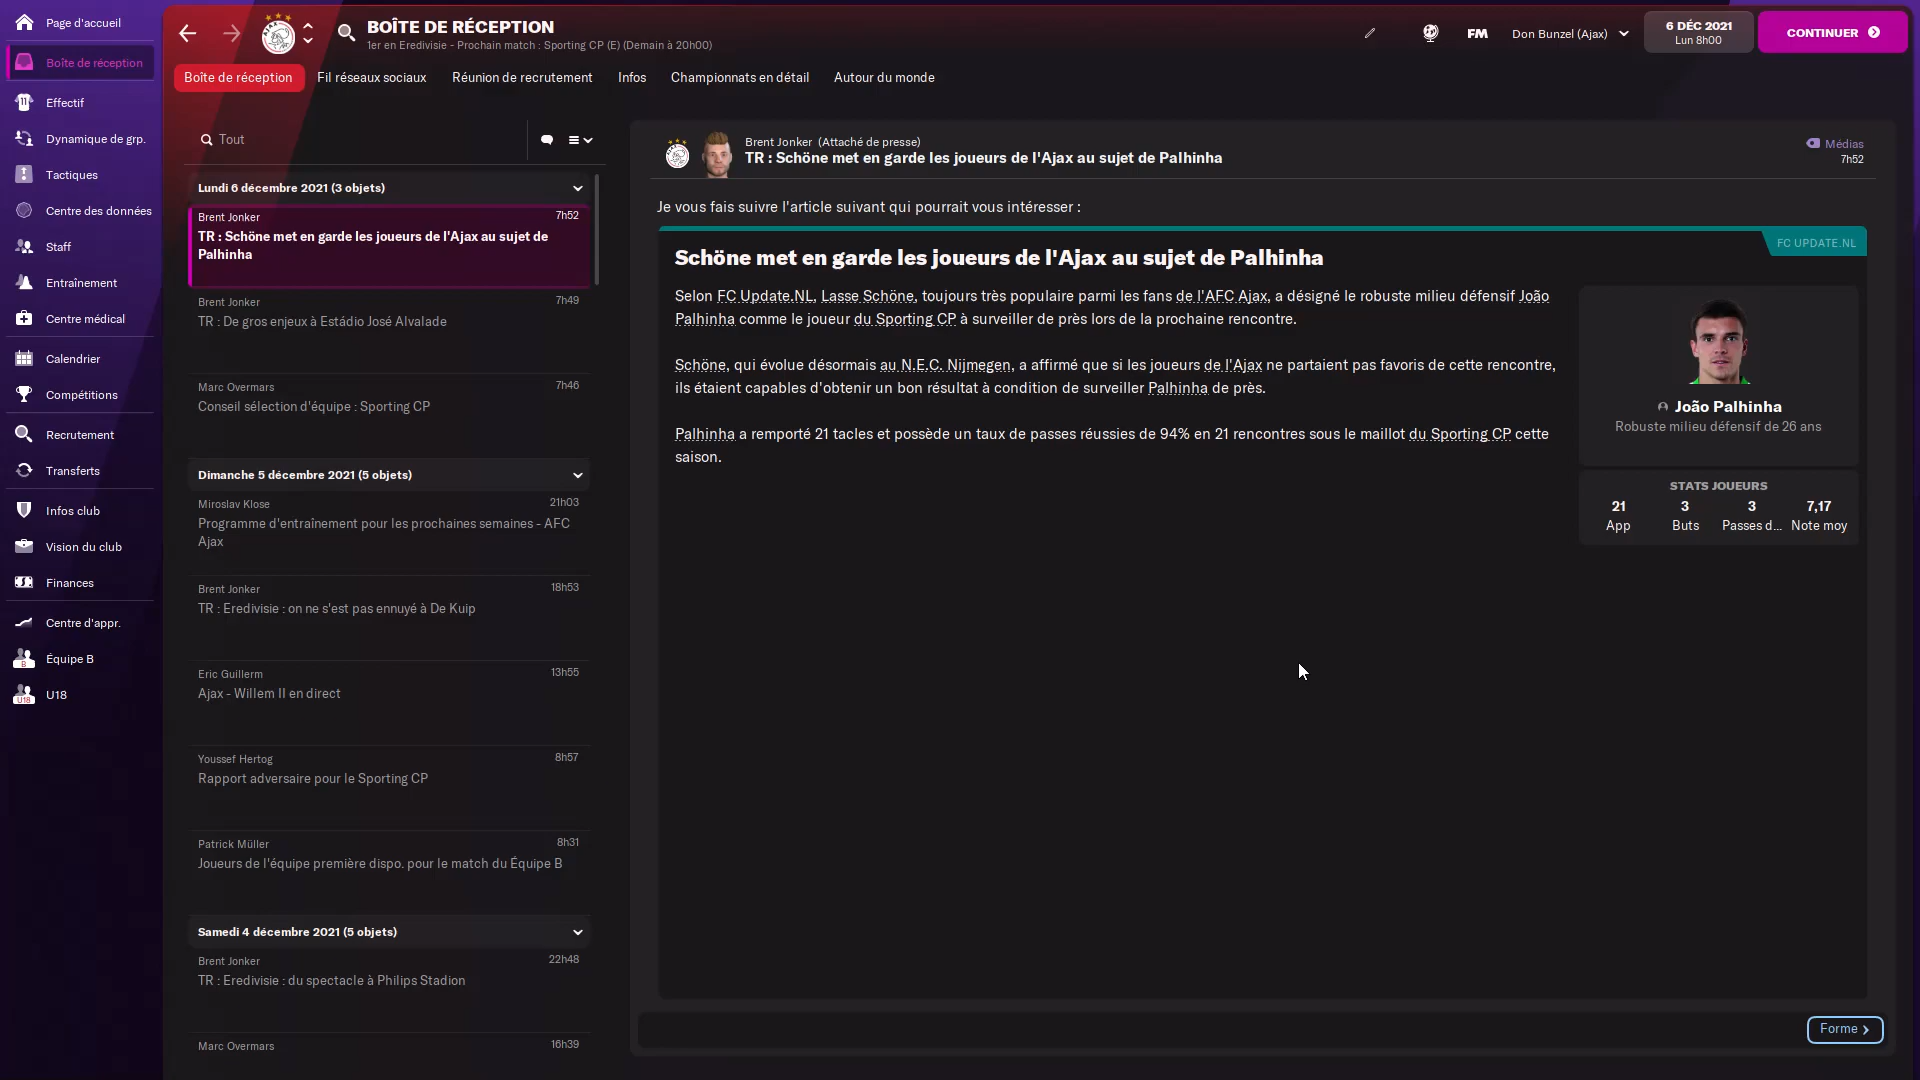 Page d'accueil
Boîte de réception
Effectif
Dynamique de grp.
Tactiques
Centre des données
Staff
Entraînement
Centre médical
Calendrier
Compétitions
Recrutement
Transferts
Infos club
Vision du club
Finances
Centre d'appr.
B
Équipe B
U18
U18
BOÎTE DE RÉCEPTION
1er en Eredivisie - Prochain match : Sporting CP (E) (Demain à 20h00)
FM
Don Bunzel (Ajax)
6 DÉC 2021
Lun 8h00
CONTINUER
Boîte de réception
Fil réseaux sociaux
Réunion de recrutement
Infos
Championnats en détail
Autour du monde
Tout
Lundi 6 décembre 2021 (3 objets)
Brent Jonker 7h52
TR : Schöne met en garde les joueurs de l'Ajax au sujet de
Palhinha
Brent Jonker 7h49
TR : De gros enjeux à Estádio José Alvalade
Marc Overmars 7h46
Conseil sélection d'équipe : Sporting CP
Dimanche 5 décembre 2021 (5 objets)
Miroslav Klose 21h03
Programme d'entraînement pour les prochaines semaines - AFC
Ajax
Brent Jonker 18h53
TR : Eredivisie : on ne s'est pas ennuyé à De Kuip
Eric Guillerm 13h55
Ajax - Willem II en direct
Youssef Hertog 8h57
Rapport adversaire pour le Sporting CP
Patrick Müller 8h31
Joueurs de l'équipe première dispo. pour le match du Équipe B
Samedi 4 décembre 2021 (5 objets)
Brent Jonker 22h48
TR : Eredivisie : du spectacle à Philips Stadion
Marc Overmars 16h39
Brent Jonker (Attaché de presse)
TR : Schöne met en garde les joueurs de l'Ajax au sujet de Palhinha
Médias
7h52
Je vous fais suivre l'article suivant qui pourrait vous intéresser :
FC UPDATE.NL
Schöne met en garde les joueurs de l'Ajax au sujet de Palhinha
Selon FC Update.NL, Lasse Schöne, toujours très populaire parmi les fans de l'AFC Ajax, a désigné le robuste milieu défensif João
Palhinha comme le joueur du Sporting CP à surveiller de près lors de la prochaine rencontre.
Schöne, qui évolue désormais au N.E.C. Nijmegen, a affirmé que si les joueurs de l'Ajax ne partaient pas favoris de cette rencontre,
ils étaient capables d'obtenir un bon résultat à condition de surveiller Palhinha de près.
Palhinha a remporté 21 tacles et possède un taux de passes réussies de 94% en 21 rencontres sous le maillot du Sporting CP cette
saison.
João Palhinha
Robuste milieu défensif de 26 ans
STATS JOUEURS
21 3 3 7,17
App Buts Passes d... Note moy
Forme